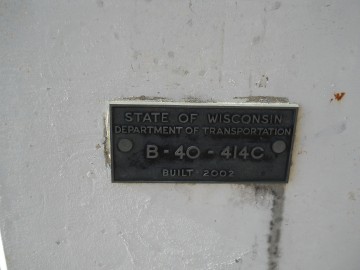 STATE OF WISCONSIN
DEPARTMENT OF TRANSPORTATION
B-40-414C
BUILT 2002